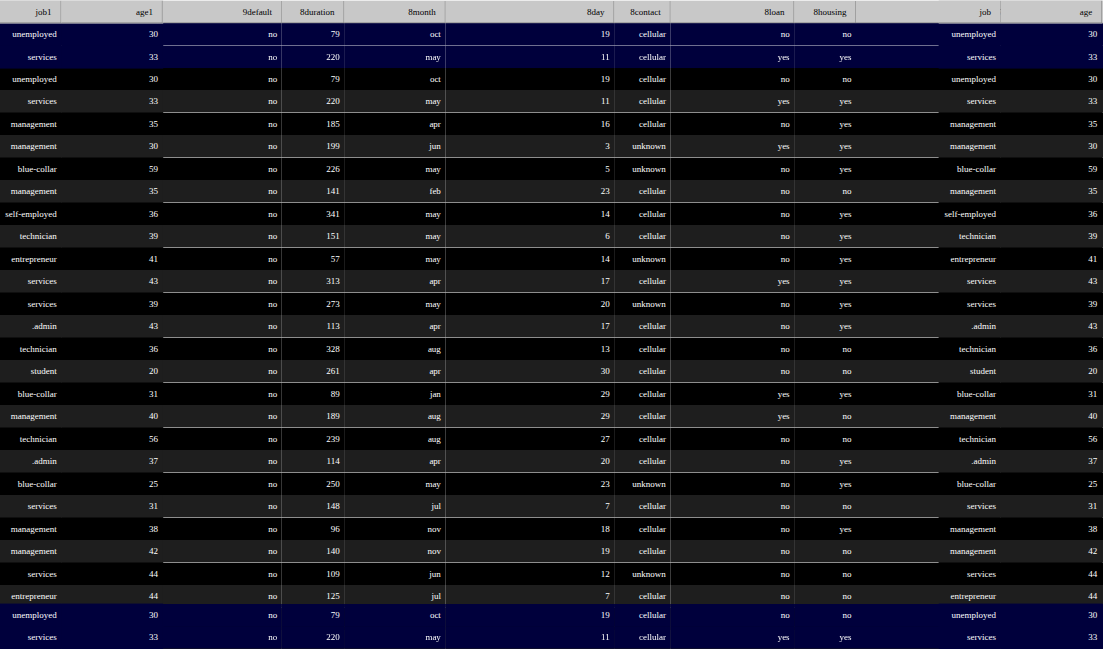 job1 age1 9default 8duration 8month 8day 8contact 8loan 8housing job age
unemployed 30 no 79 oct 19 cellular no no unemployed 30
services 33 no 220 may 11 cellular yes yes services 33
unemployed 30 no 79 oct 19 cellular no no unemployed 30
services 33 no 220 may 11 cellular yes yes services 33
management 35 no 185 apr 16 cellular no yes management 35
management 30 no 199 jun 3 unknown yes yes management 30
blue-collar 59 no 226 may 5 unknown no yes blue-collar 59
management 35 no 141 feb 23 cellular no no management 35
self-employed 36 no 341 may 14 cellular no yes self-employed 36
technician 39 no 151 may 6 cellular no yes technician 39
entrepreneur 41 no 57 may 14 unknown no yes entrepreneur 41
services 43 no 313 apr 17 cellular yes yes services 43
services 39 no 273 may 20 unknown no yes services 39
.admin 43 no 113 apr 17 cellular no yes .admin 43
technician 36 no 328 aug 13 cellular no no technician 36
student 20 no 261 apr 30 cellular no no student 20
blue-collar 31 no 89 jan 29 cellular yes yes blue-collar 31
management 40 no 189 aug 29 cellular yes no management 40
technician 56 no 239 aug 27 cellular no no technician 56
.admin 37 no 114 apr 20 cellular no yes .admin 37
blue-collar 25 no 250 may 23 unknown no yes blue-collar 25
services 31 no 148 jul 7 cellular no no services 31
management 38 no 96 nov 18 cellular no yes management 38
management 42 no 140 nov 19 cellular no no management 42
services 44 no 109 jun 12 unknown no no services 44
entrepreneur 44 no 125 jul 7 cellular no no entrepreneur 44
unemployed 30 no 79 oct 19 cellular no no unemployed 30
services 33 no 220 may 11 cellular yes yes services 33